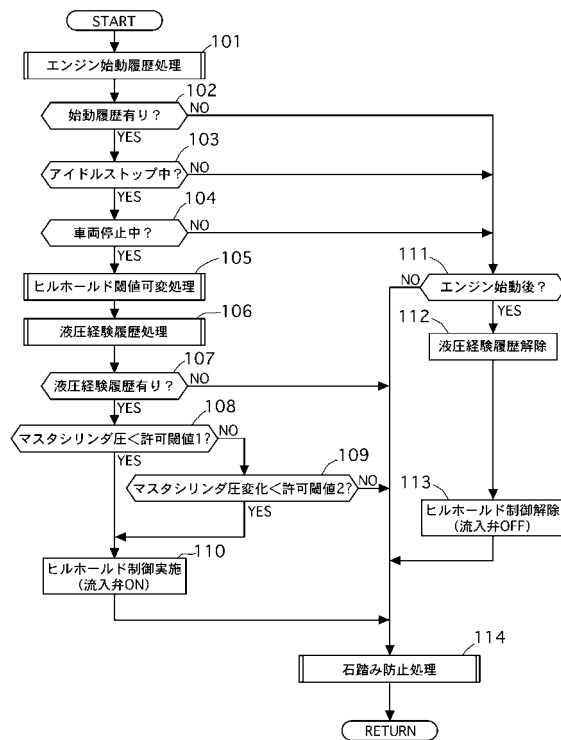 START
101
エンジン始動履歴処理
102
始動履歴有り?
NO
YES
103
アイドルストップ中?
NO
YES
104
車両停止中?
NO
YES
105
ヒルホールド閾値可変処理
106
液圧経験履歴処理
107
液圧経験履歴有り?
NO
YES
108
マスタシリンダ圧<許可閾値1?
NO
YES
109
マスタシリンダ圧変化<許可閾値2?
NO
YES
110
ヒルホールド制御実施
(流入弁ON)
111
NO
エンジン始動後?
YES
112
液圧経験履歴解除
113
ヒルホールド制御解除
(流入弁OFF)
114
石踏み防止処理
RETURN